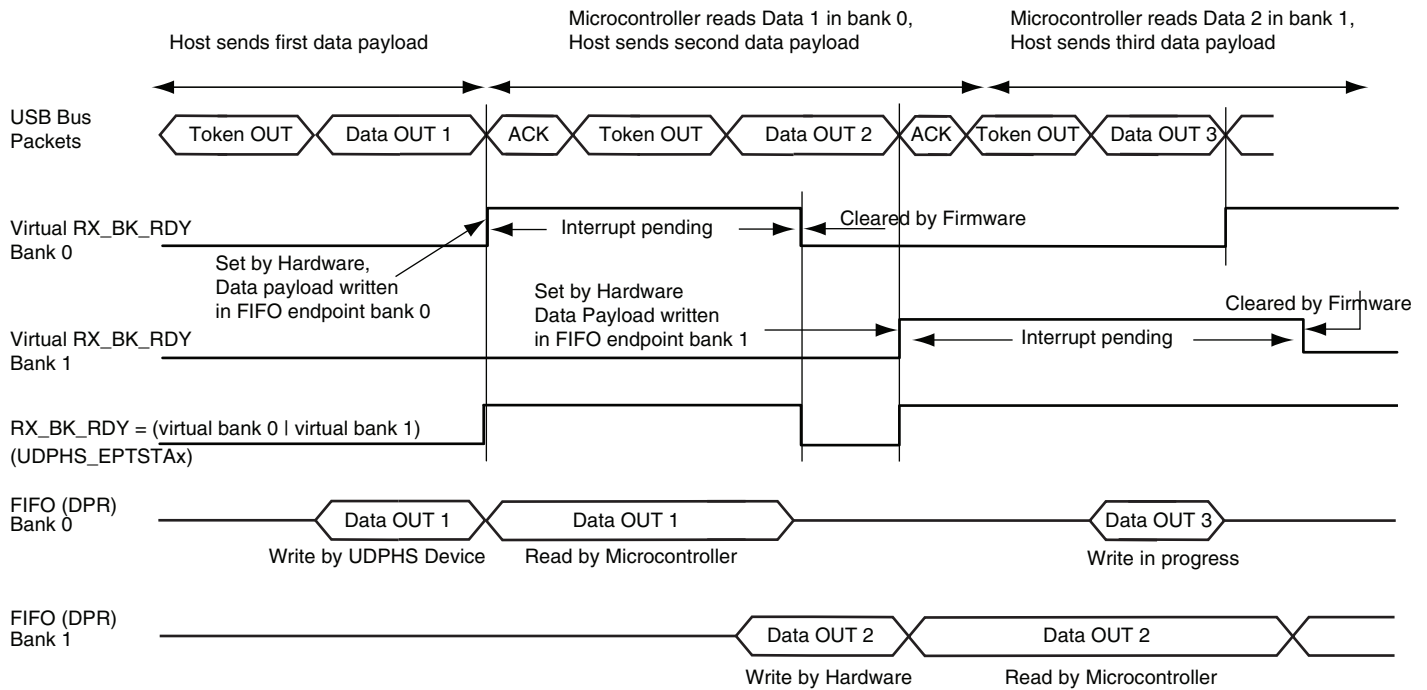 Host sends first data payload
Microcontroller reads Data 1 in bank 0,
Host sends second data payload
Microcontroller reads Data 2 in bank 1,
Host sends third data payload
USB Bus
Packets
Token OUT
Data OUT 1
ACK
Token OUT
Data OUT 2
ACK
Token OUT
Data OUT 3
Virtual RX_BK_RDY
Bank 0
Interrupt pending
Cleared by Firmware
Set by Hardware,
Data payload written
in FIFO endpoint bank 0
Set by Hardware
Data Payload written
in FIFO endpoint bank 1
Cleared by Firmware
Virtual RX_BK_RDY
Bank 1
Interrupt pending
RX_BK_RDY = (virtual bank 0 | virtual bank 1)
(UDPHS_EPTSTAx)
FIFO (DPR)
Bank 0
Data OUT 1
Data OUT 1
Data OUT 3
Write by UDPHS Device
Read by Microcontroller
Write in progress
FIFO (DPR)
Bank 1
Data OUT 2
Data OUT 2
Write by Hardware
Read by Microcontroller